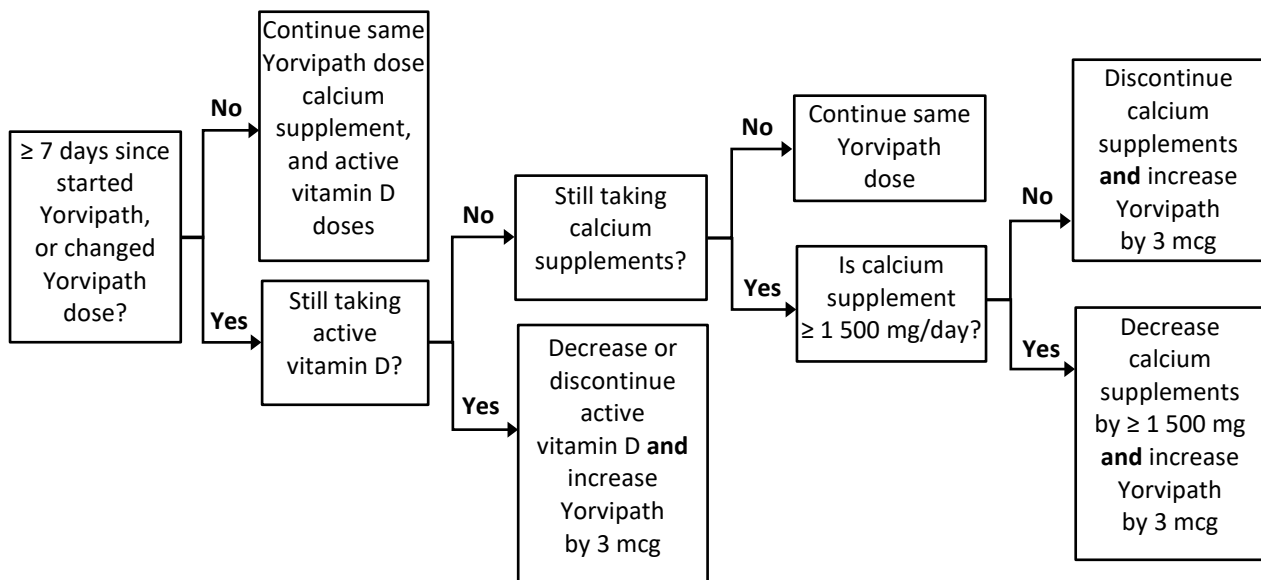 ≥ 7 days since
started
Yorvipath,
or changed
Yorvipath
dose?
No
Continue same
Yorvipath dose
calcium
supplement,
and active
vitamin D
doses
Yes
Still taking
active
vitamin D?
No
Still taking
calcium
supplements?
Yes
Decrease or
discontinue
active
vitamin D and
increase
Yorvipath
by 3 mcg
No
Continue same
Yorvipath
dose
Yes
Is calcium
supplement
≥ 1 500 mg/day?
No
Discontinue
calcium
supplements
and increase
Yorvipath
by 3 mcg
Yes
Decrease
calcium
supplements
by ≥ 1 500 mg
and increase
Yorvipath
by 3 mcg